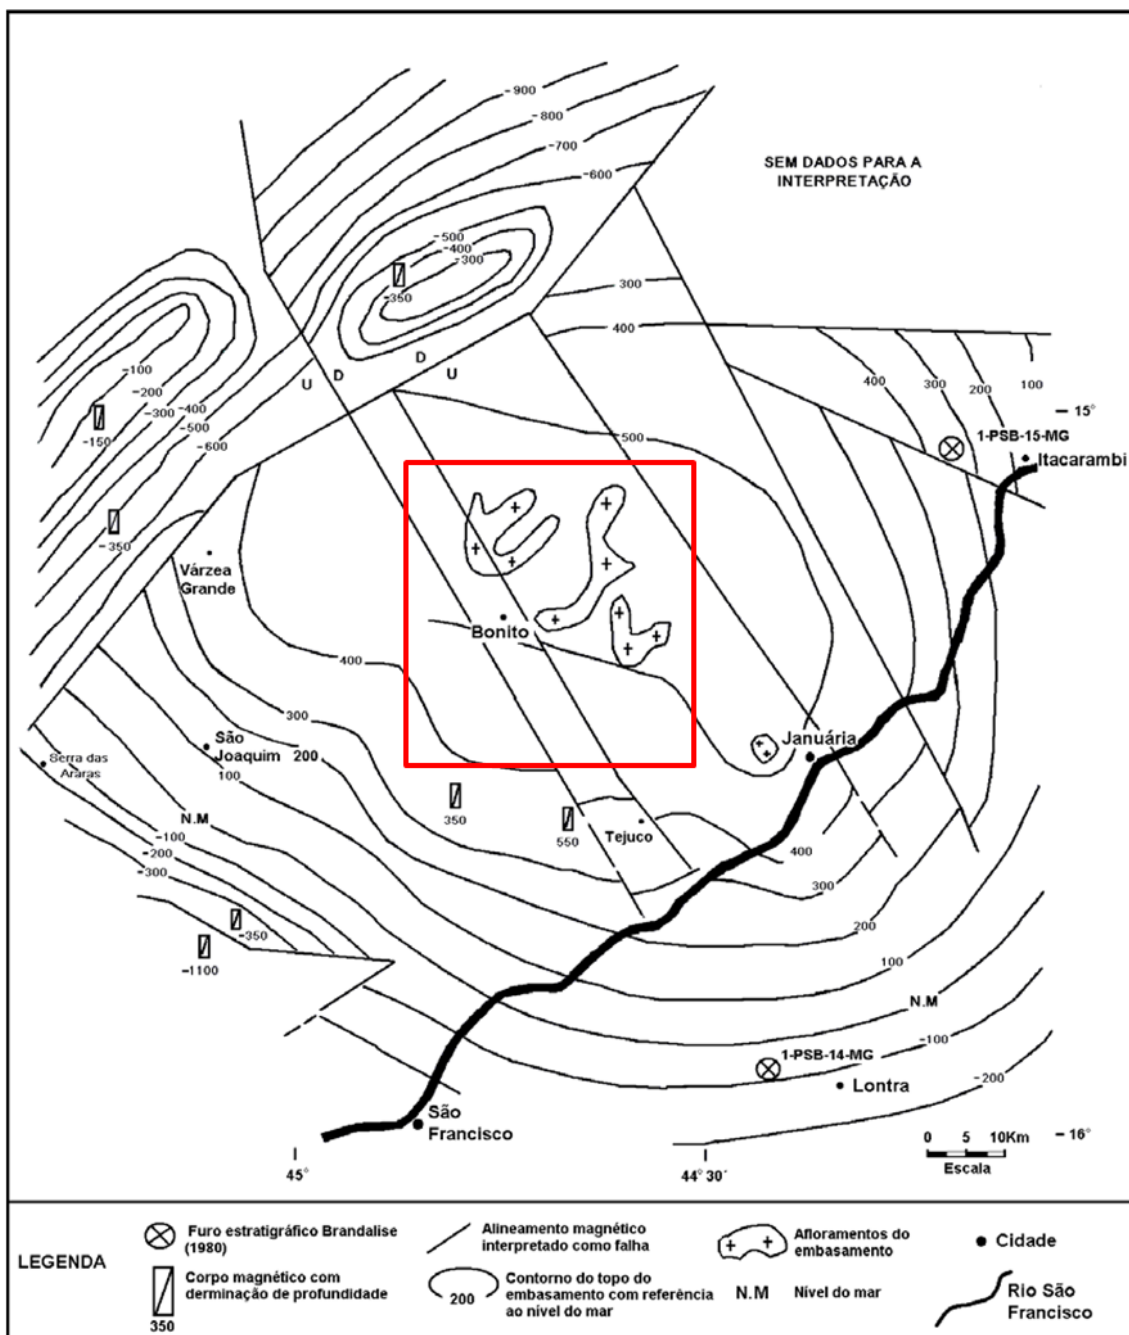 -900
-800
-700
-600
SEM DADOS PARA A
INTERPRETAÇÃO
-500
-400
-300
-350
300
400
U
D
D
U
-100
-200
-300
-400
-500
-600
-150
-350
400
300
200
100
15°
1-PSB-15-MG
Itacarambi
500
Várzea
Grande
Bonito
400
300
200
São
Joaquim
100
Serra das
Araras
Januária
N.M
-100
-200
-300
350
550
Tejuco
400
300
200
100
N.M
-100
-200
-350
-1100
1-PSB-14-MG
Lontra
São
Francisco
45°
44°30´
0 5 10Km
Escala
16°
LEGENDA
Furo estratigráfico Brandalise
(1980)
Corpo magnético com
derminação de profundidade
350
Alineamento magnético
interpretado como falha
200
Contorno do topo do
embasamento com referência
ao nível do mar
Afloramentos do
embasamento
N.M
Nível do mar
Cidade
Rio São
Francisco